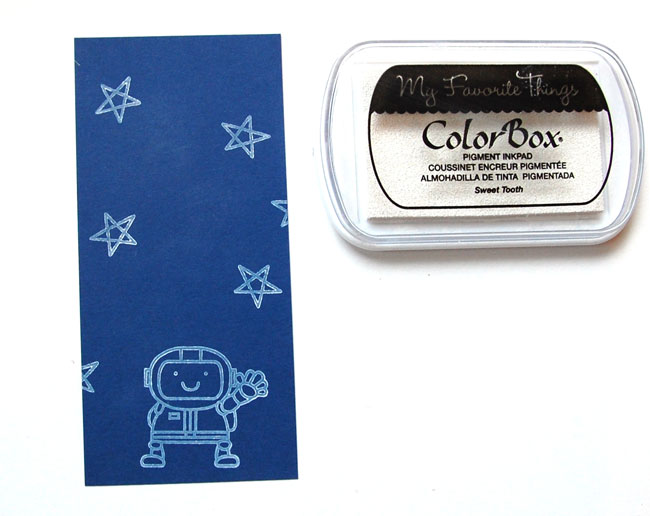 My Favorite Things
ColorBox®
PIGMENT INKPAD
COUSSINET ENCREUR PIGMENTÉE
ALMOHADILLA DE TINTA PIGMENTADA
Sweet Tooth